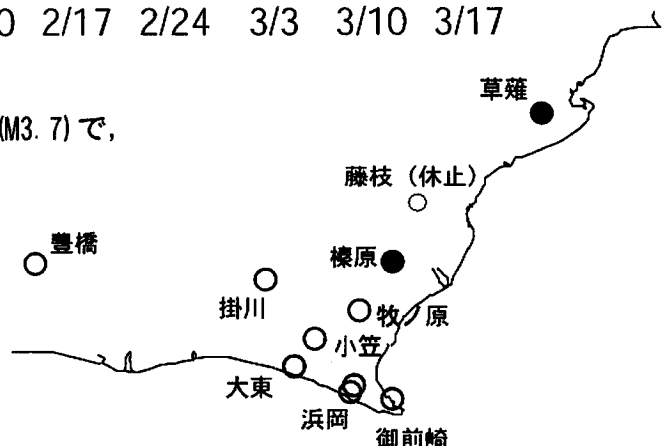 0 2/17 2/24 3/3 3/10 3/17
草薙
(M3.7)で,
藤枝（休止）
豊橋
榛原
掛川
牧ノ原
小笠
大東
浜岡
御前崎